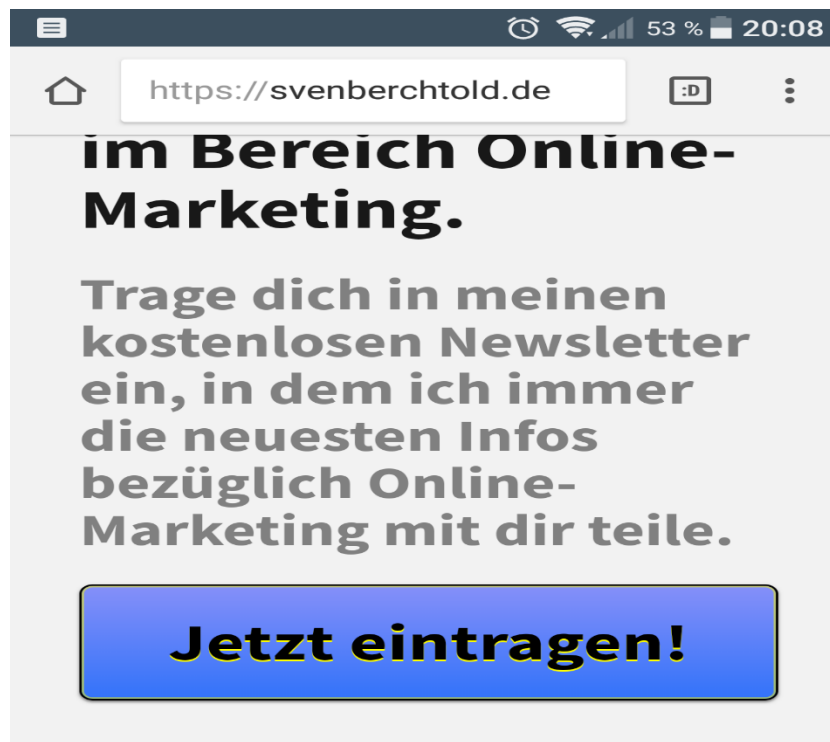 53 % 20:08
https://svenberchtold.de :D
im Bereich Online-
Marketing.
Trage dich in meinen
kostenlosen Newsletter
ein, in dem ich immer
die neuesten Infos
bezüglich Online-
Marketing mit dir teile.
Jetzt eintragen!